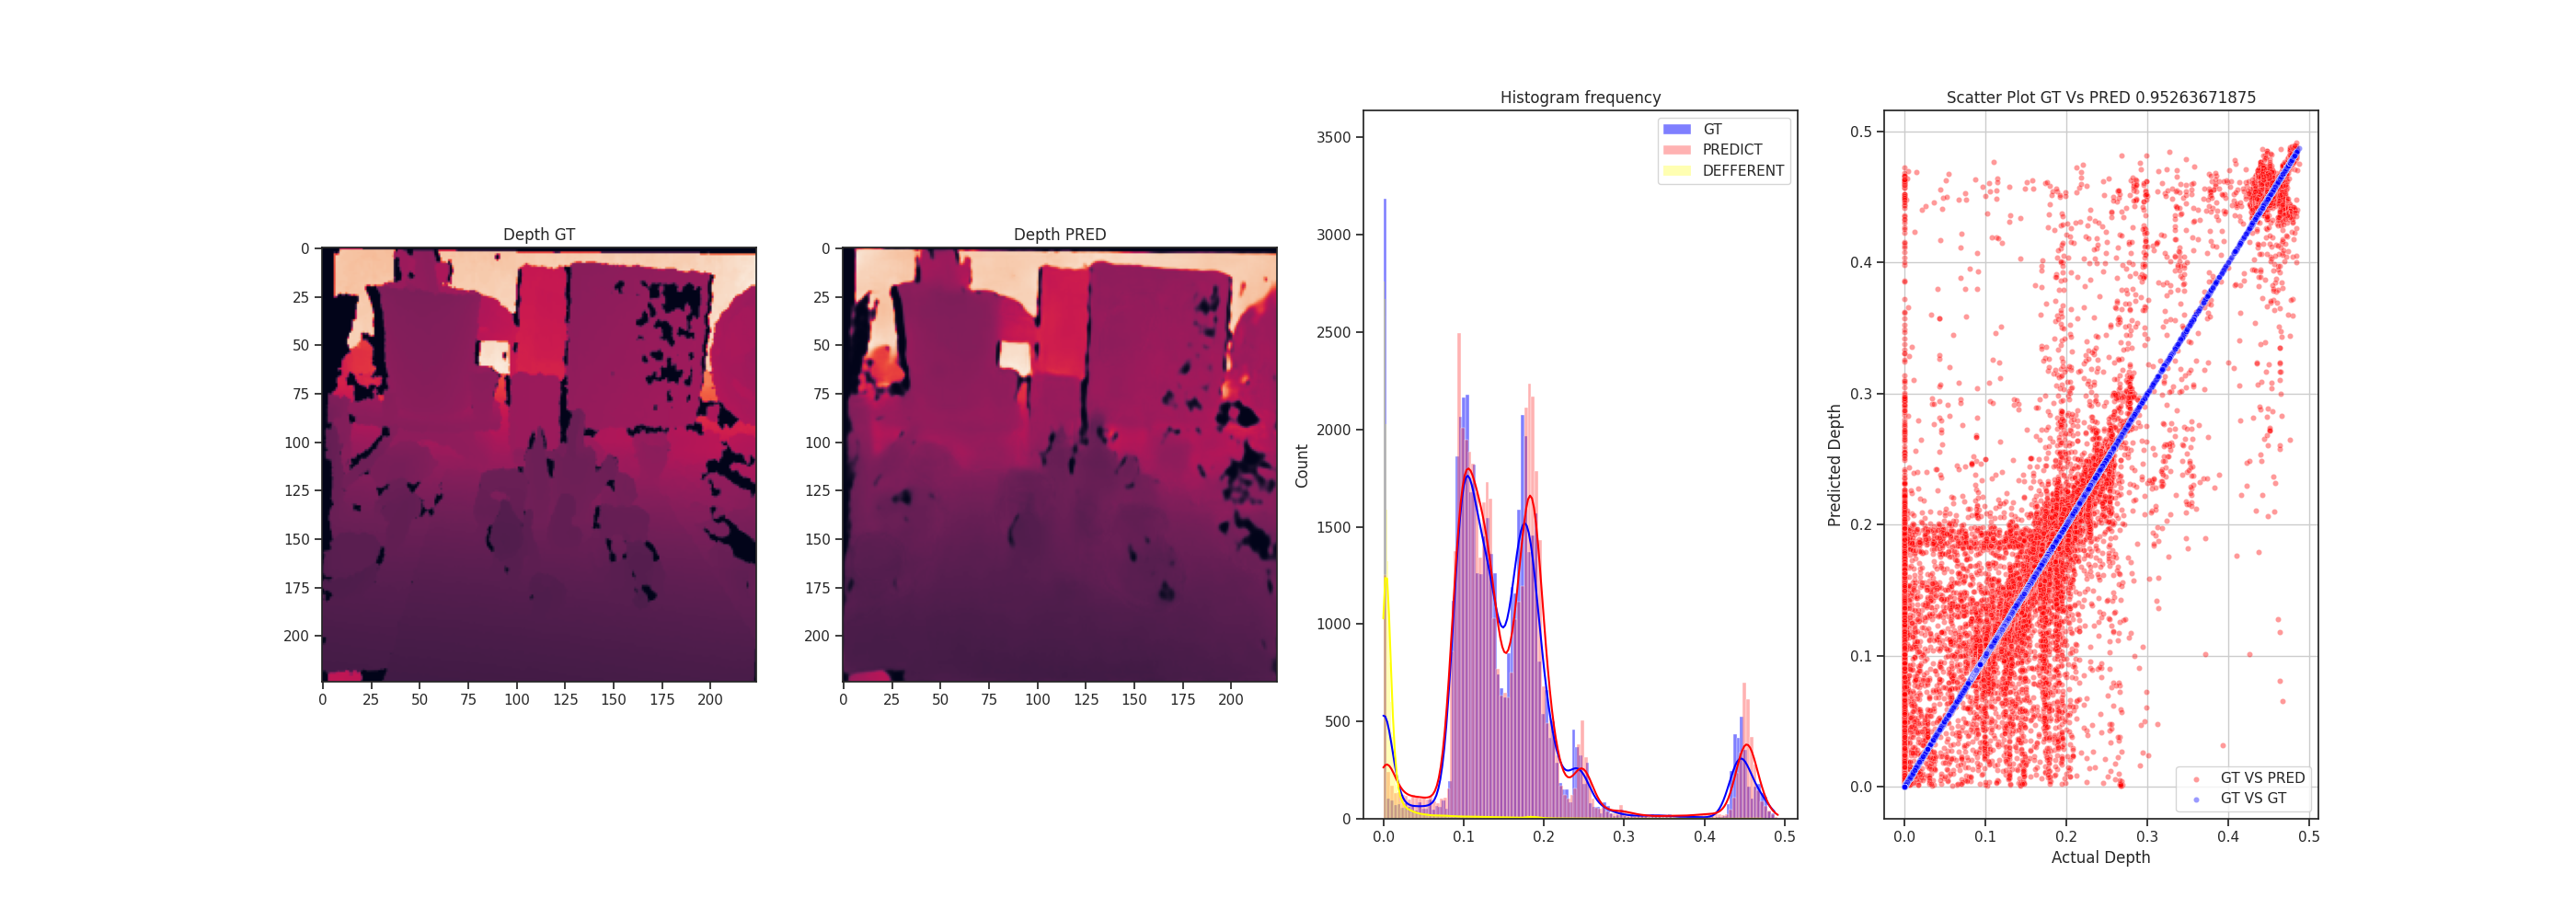 Depth GT
0
25
50
75
100
125
150
175
200
0 25 50 75 100 125 150 175 200
Depth PRED
0
25
50
75
100
125
150
175
200
0 25 50 75 100 125 150 175 200
Histogram frequency
GT
PREDICT
DEFFERENT
Count
3500
3000
2500
2000
1500
1000
500
0
0.0 0.1 0.2 0.3 0.4 0.5
Scatter Plot GT Vs PRED 0.95263671875
Predicted Depth
0.5
0.4
0.3
0.2
0.1
0.0
GT VS PRED
GT VS GT
0.0 0.1 0.2 0.3 0.4 0.5
Actual Depth